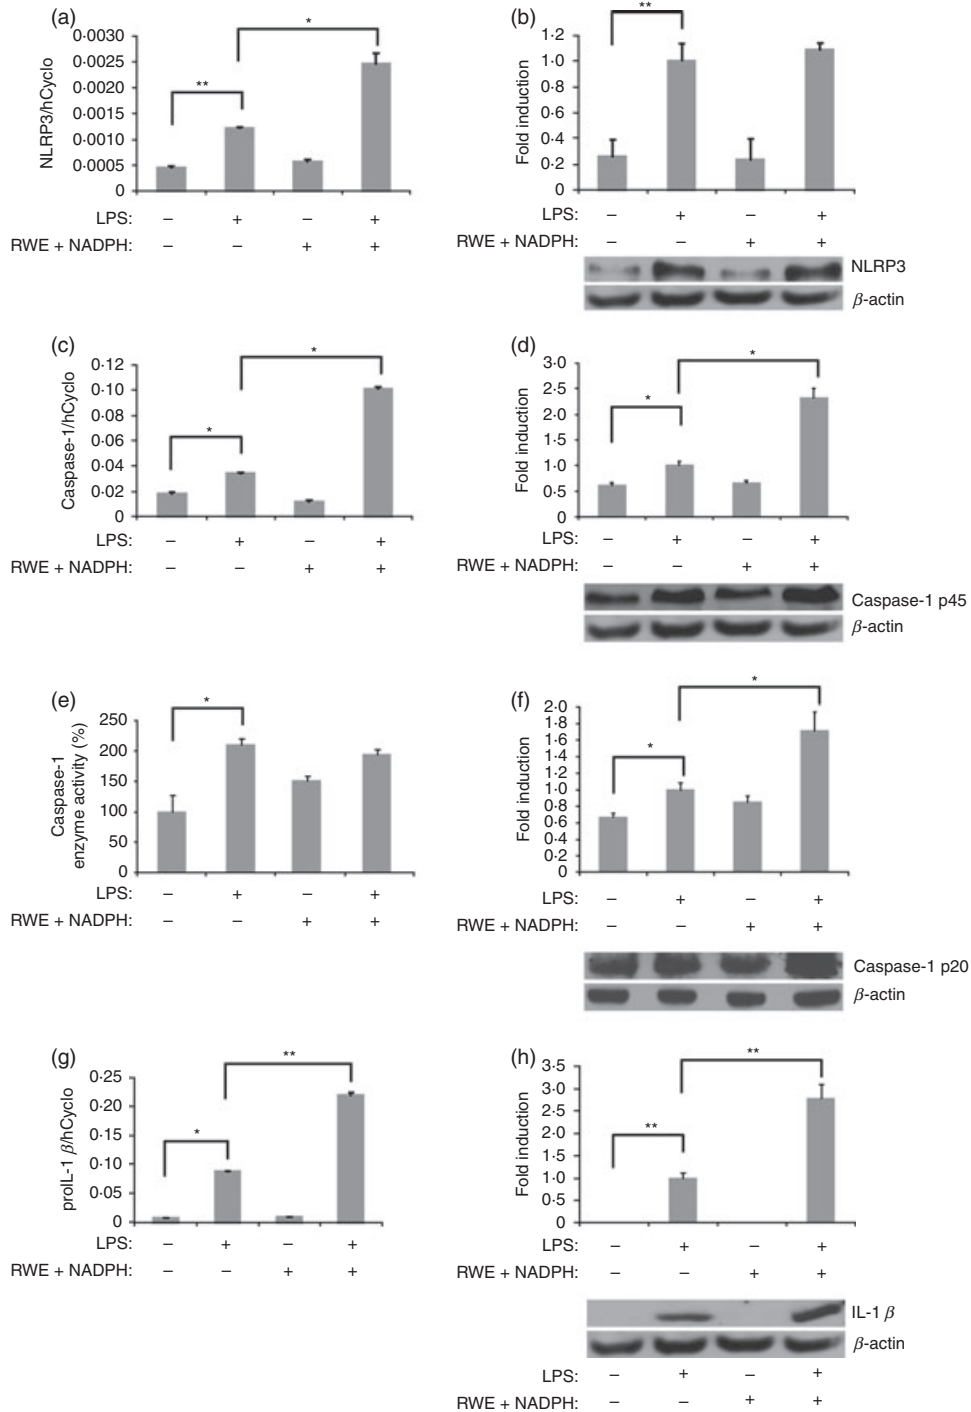 (a)
*
0·0030
0·0025
0·0020
0·0015
0·0010
0·0005
0
NLRP3/hCyclo
**
LPS: – + – +
RWE + NADPH: – – + +
(b)
**
1·2
1·0
0·8
0·6
0·4
0·2
0
Fold induction
LPS: – + – +
RWE + NADPH: – – + +
NLRP3
β-actin
(c)
*
0·12
0·10
0·08
0·06
0·04
0·02
0
Caspase-1/hCyclo
*
LPS: – + – +
RWE + NADPH: – – + +
(d)
*
3·0
2·5
2·0
1·5
1·0
0·5
0
Fold induction
*
LPS: – + – +
RWE + NADPH: – – + +
Caspase-1 p45
β-actin
(e)
*
250
200
150
100
50
0
Caspase-1
enzyme activity (%)
LPS: – + – +
RWE + NADPH: – – + +
(f)
*
2·0
1·8
1·6
1·4
1·2
1·0
0·8
0·6
0·4
0·2
0
Fold induction
*
LPS: – + – +
RWE + NADPH: – – + +
Caspase-1 p20
β-actin
(g)
**
0·25
0·20
0·15
0·10
0·05
0
proIL-1 β/hCyclo
*
LPS: – + – +
RWE + NADPH: – – + +
(h)
**
3·5
3·0
2·5
2·0
1·5
1·0
0·5
0
Fold induction
**
LPS: – + – +
RWE + NADPH: – – + +
IL-1 β
β-actin
LPS: – + – +
RWE + NADPH: – – + +